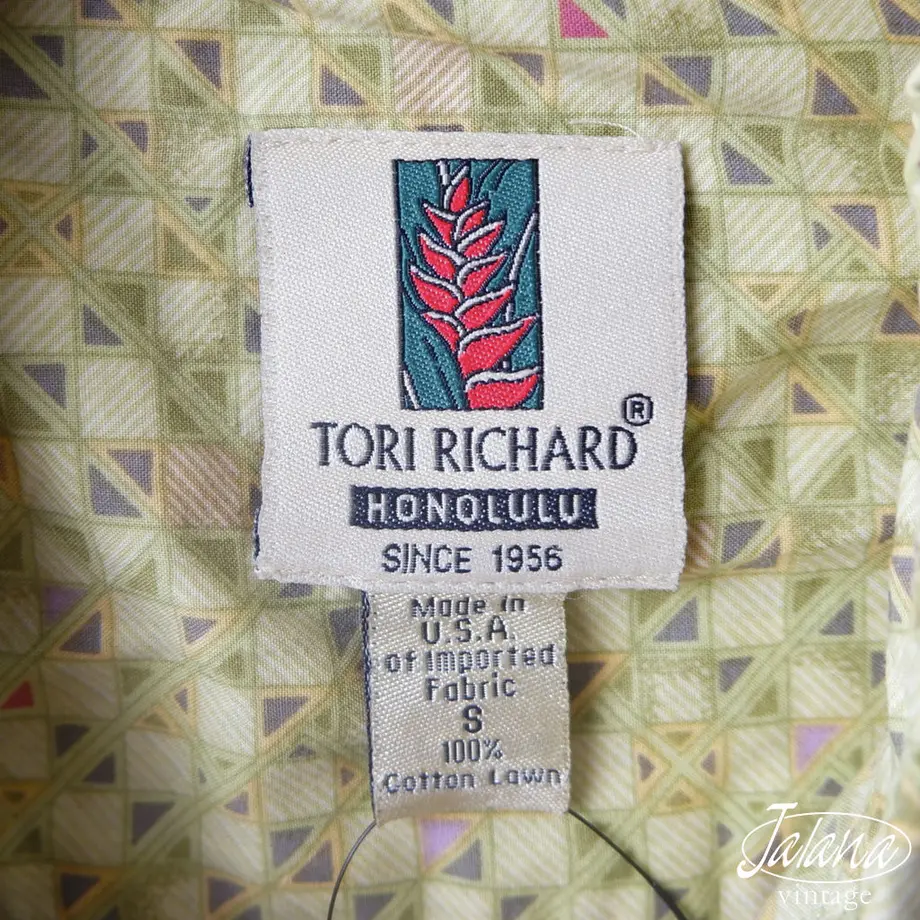 TORI RICHARD®
HONOLULU
SINCE 1956
Made in
U.S.A.
of Imported
Fabric
S
100%
Cotton Lawn
Jalana
vintage